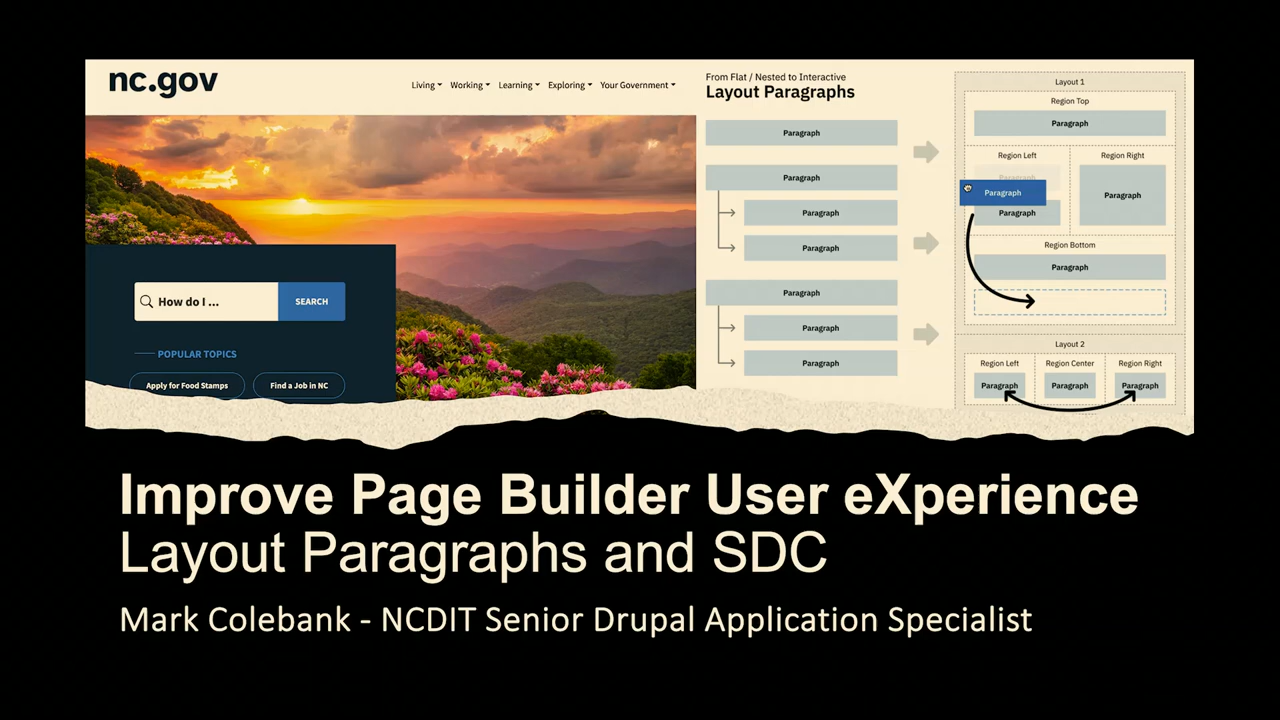 nc.gov
Living Working Learning Exploring Your Government
How do I ...
SEARCH
POPULAR TOPICS
Apply for Food Stamps
Find a Job in NC
From Flat / Nested to Interactive
Layout Paragraphs
Paragraph
Paragraph
Paragraph
Paragraph
Paragraph
Paragraph
Paragraph
Layout 1
Region Top
Paragraph
Region Left
Region Right
Paragraph
Paragraph
Paragraph
Paragraph
Region Bottom
Paragraph
Layout 2
Region Left
Region Center
Region Right
Paragraph
Paragraph
Paragraph
Improve Page Builder User eXperience
Layout Paragraphs and SDC
Mark Colebank - NCDIT Senior Drupal Application Specialist